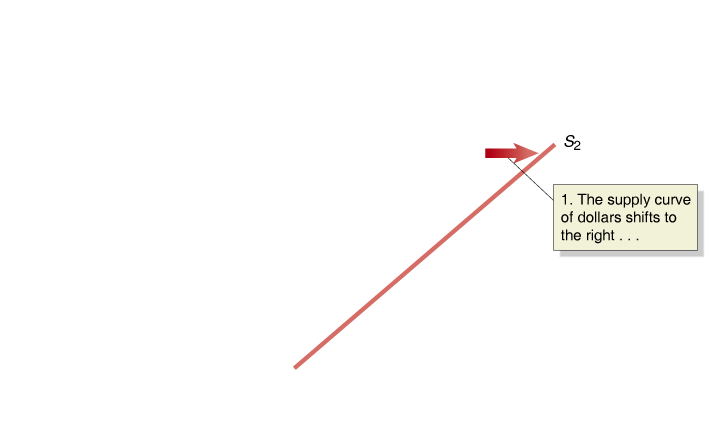 S2
1. The supply curve
of dollars shifts to
the right . . .